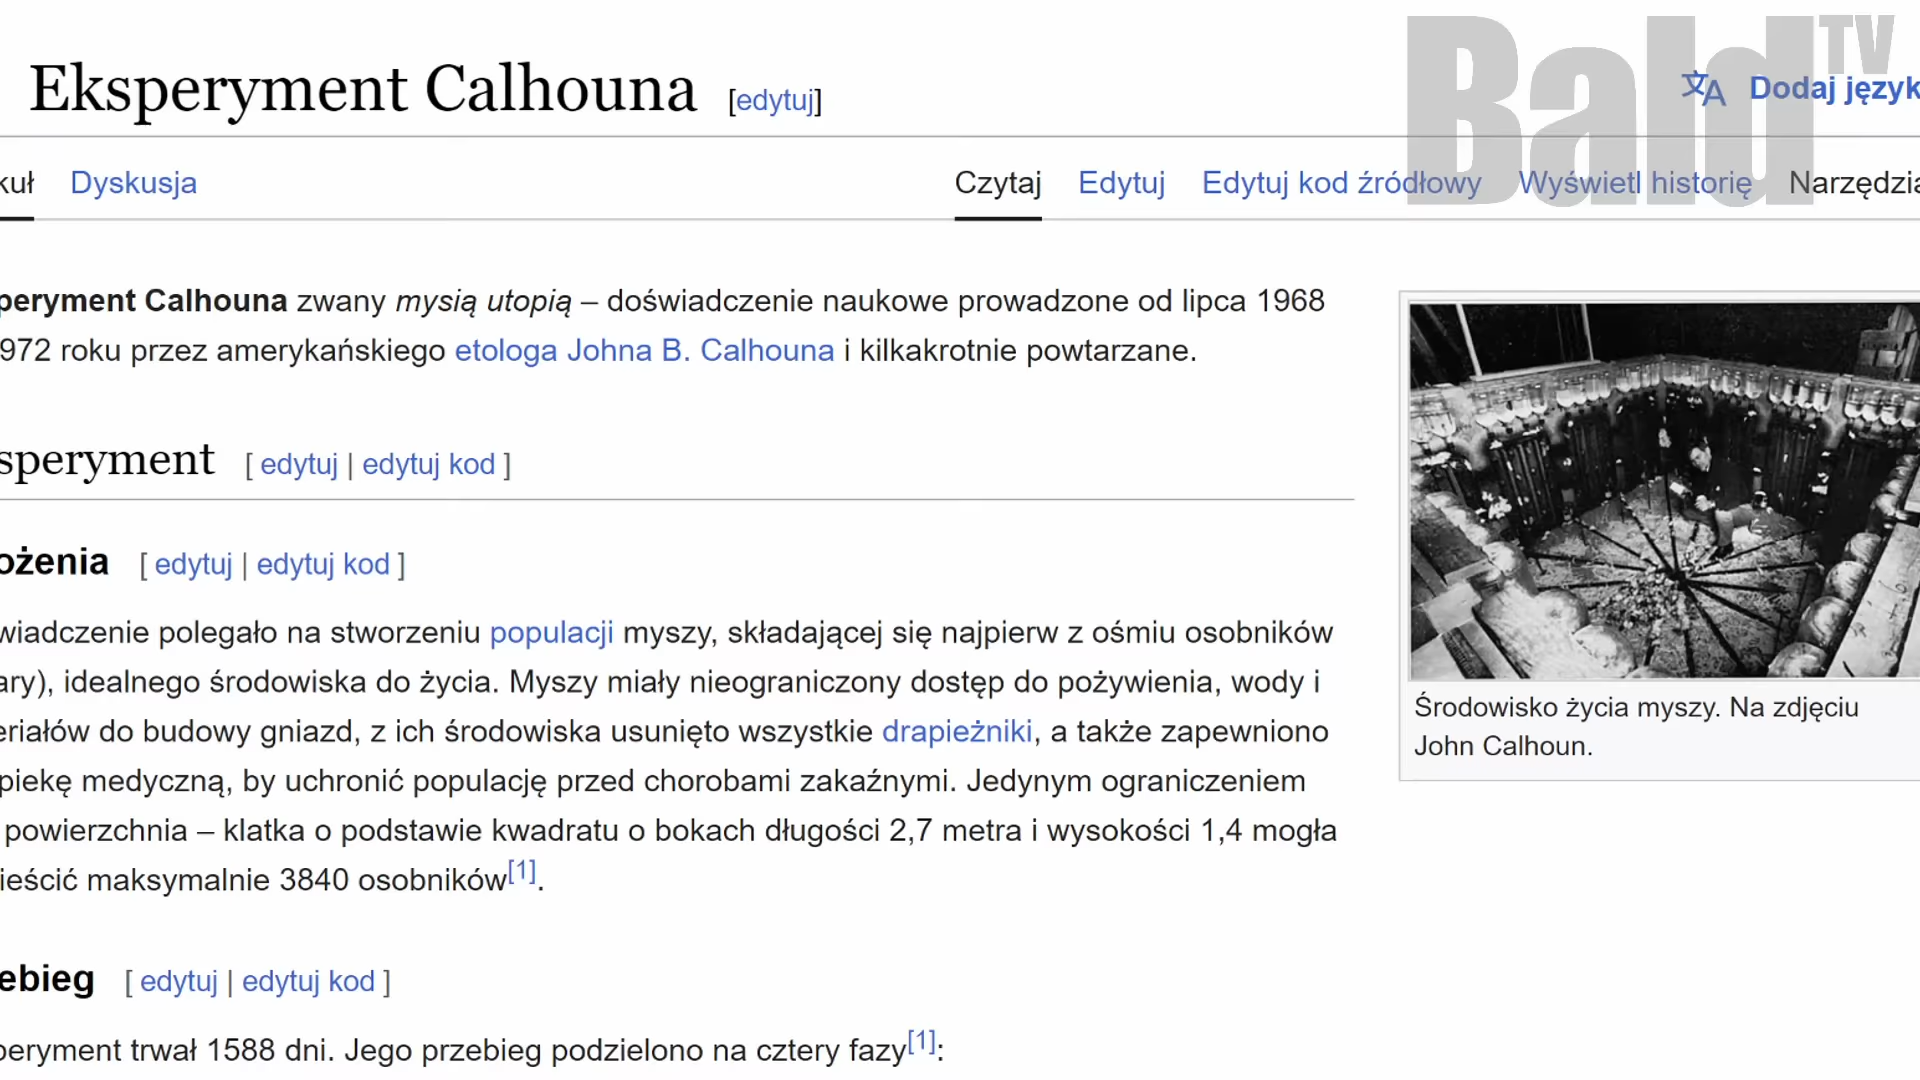 Bald TV
Eksperyment Calhouna [edytuj]
Dodaj język
kuł Dyskusja Czytaj Edytuj Edytuj kod źródłowy Wyświetl historię Narzędzia
peryment Calhouna zwany mysią utopią – doświadczenie naukowe prowadzone od lipca 1968
972 roku przez amerykańskiego etologa Johna B. Calhouna i kilkakrotnie powtarzane.
speryment [ edytuj | edytuj kod ]
ożenia [ edytuj | edytuj kod ]
wiadczenie polegało na stworzeniu populacji myszy, składającej się najpierw z ośmiu osobników
ary), idealnego środowiska do życia. Myszy miały nieograniczony dostęp do pożywienia, wody i
eriałów do budowy gniazd, z ich środowiska usunięto wszystkie drapieżniki, a także zapewniono
piekę medyczną, by uchronić populację przed chorobami zakaźnymi. Jedynym ograniczeniem
powierzchnia – klatka o podstawie kwadratu o bokach długości 2,7 metra i wysokości 1,4 mogła
ieścić maksymalnie 3840 osobników[1].
ebieg [ edytuj | edytuj kod ]
peryment trwał 1588 dni. Jego przebieg podzielono na cztery fazy[1]:
Środowisko życia myszy. Na zdjęciu
John Calhoun.